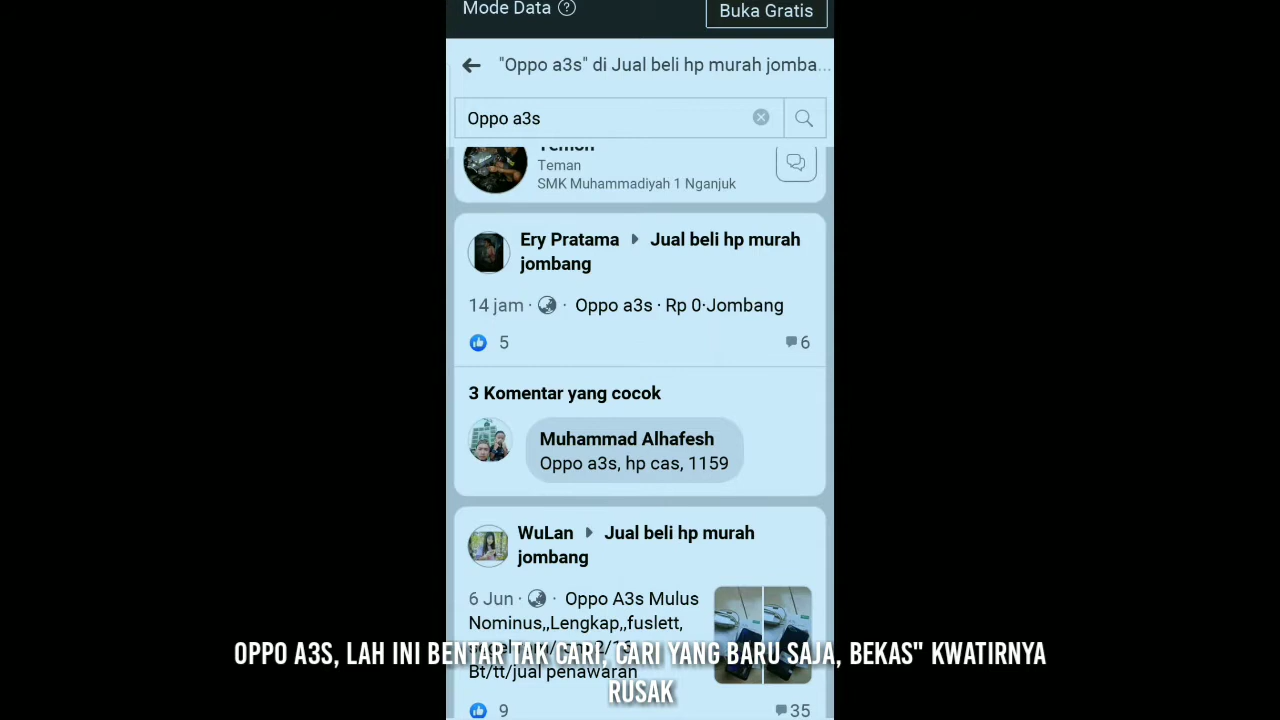 Mode Data
Buka Gratis
"Oppo a3s" di Jual beli hp murah jomba...
Oppo a3s
Temon
Teman
SMK Muhammadiyah 1 Nganjuk
Ery Pratama Jual beli hp murah
jombang
14 jam · · Oppo a3s · Rp 0·Jombang
5
6
3 Komentar yang cocok
Muhammad Alhafesh
Oppo a3s, hp cas, 1159
WuLan Jual beli hp murah
jombang
6 Jun · · Oppo A3s Mulus
Nominus,,Lengkap,,fuslett,
Bt/tt/jual penawaran
OPPO A3S, LAH INI BENTAR TAK CARI, CARI YANG BARU SAJA, BEKAS" KWATIRNYA
RUSAK
9
35